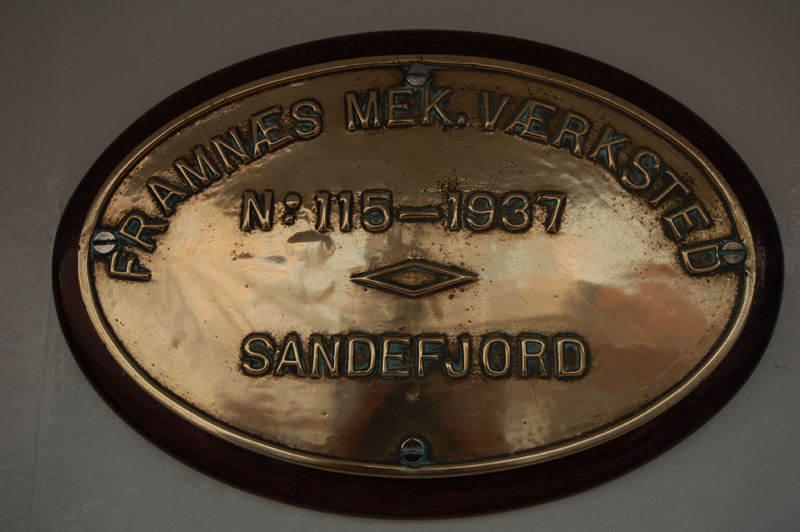 FRAMNÆS MEK. VÆRKSTED
Nº: 115—1937
SANDEFJORD